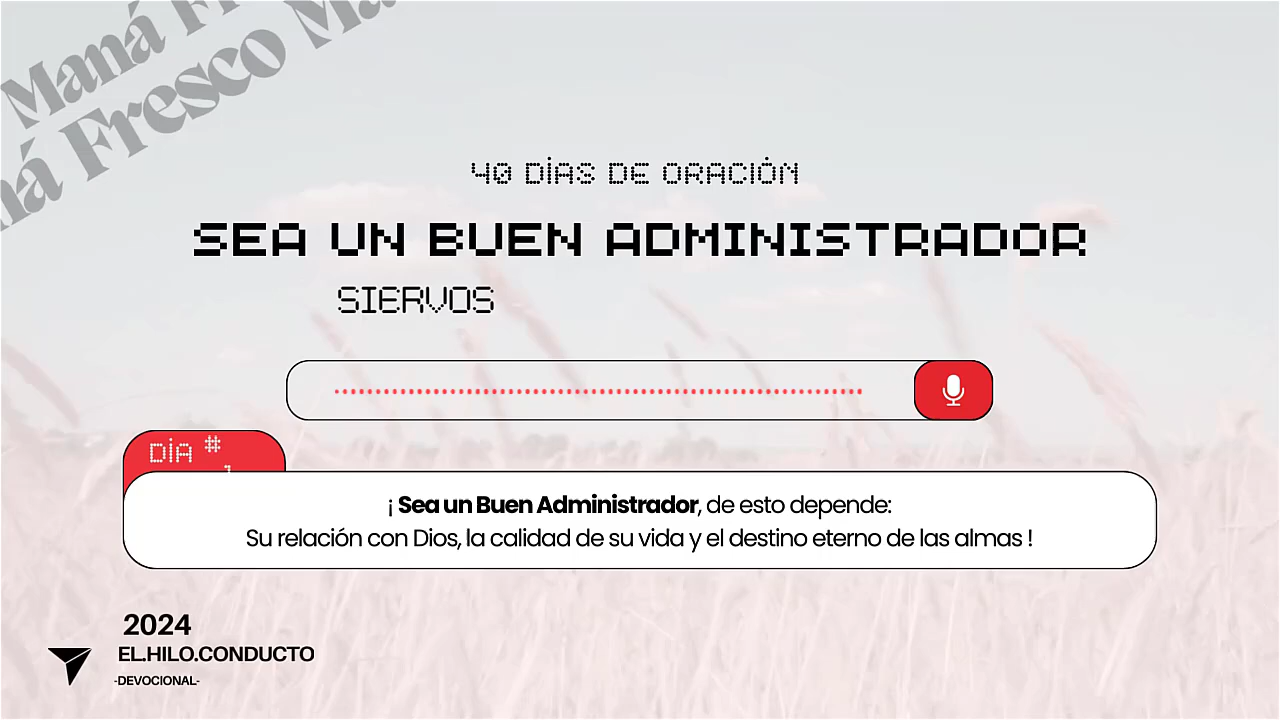 Maná Fr
ná Fresco Ma
40 DÍAS DE ORACIÓN
SEA UN BUEN ADMINISTRADOR
SIERVOS
DÍA #
¡ Sea un Buen Administrador, de esto depende:
Su relación con Dios, la calidad de su vida y el destino eterno de las almas !
2024
EL.HILO.CONDUCTO
-DEVOCIONAL-